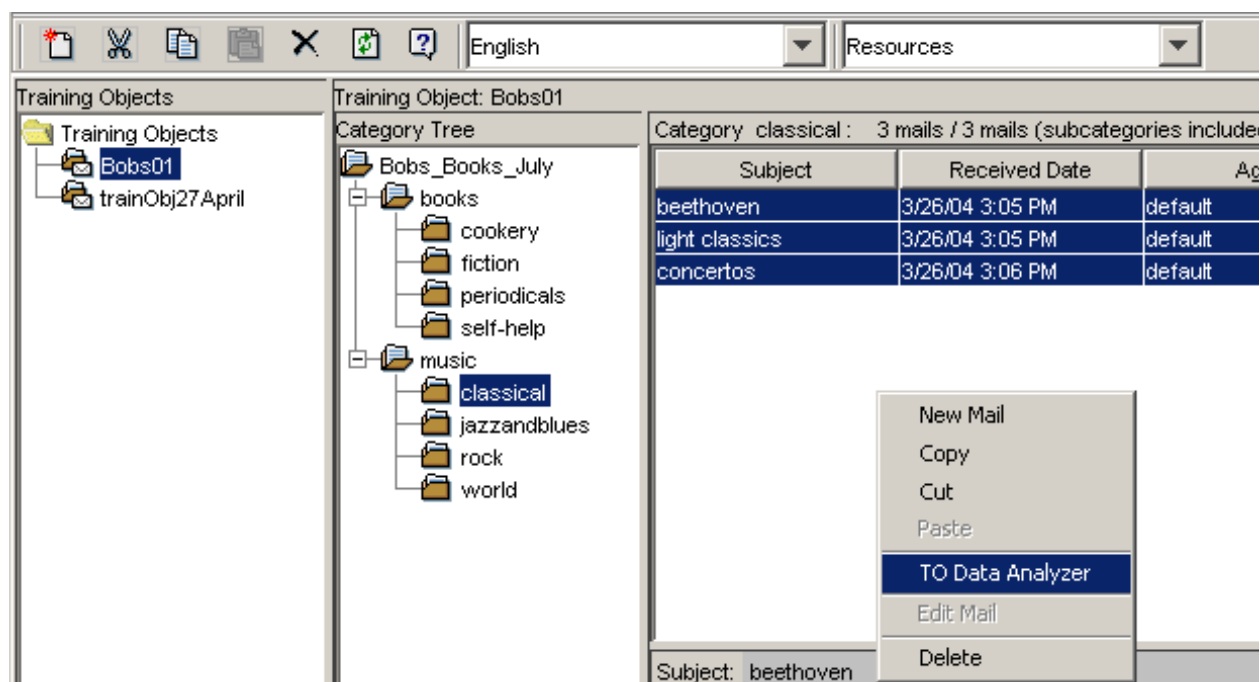 English
Resources
Training Objects
Training Objects
Bobs01
trainObj27April
Training Object: Bobs01
Category Tree
Bobs_Books_July
books
cookery
fiction
periodicals
self-help
music
classical
jazzandblues
rock
world
Category classical : 3 mails / 3 mails (subcategories include
Subject Received Date Ag
beethoven 3/26/04 3:05 PM default
light classics 3/26/04 3:05 PM default
concertos 3/26/04 3:06 PM default
New Mail
Copy
Cut
Paste
TO Data Analyzer
Edit Mail
Delete
Subject: beethoven